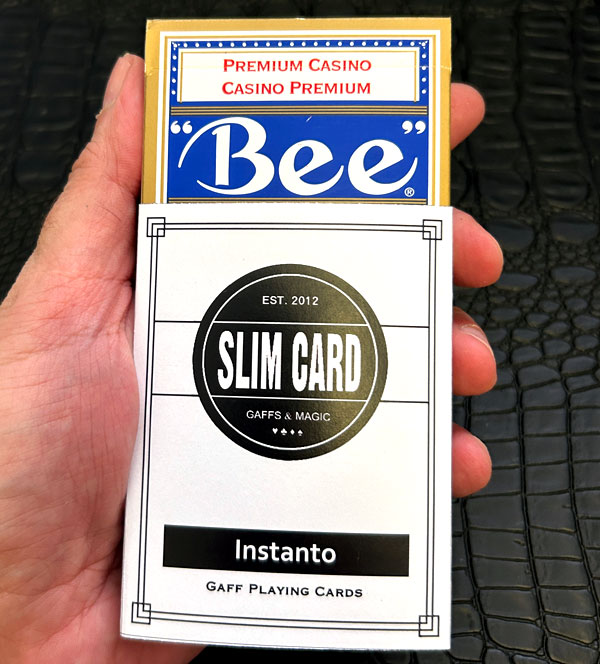 PREMIUM CASINO
CASINO PREMIUM
"Bee"®
EST. 2012
SLIM CARD
GAFFS & MAGIC
♥♣♦♠
Instanto
GAFF PLAYING CARDS